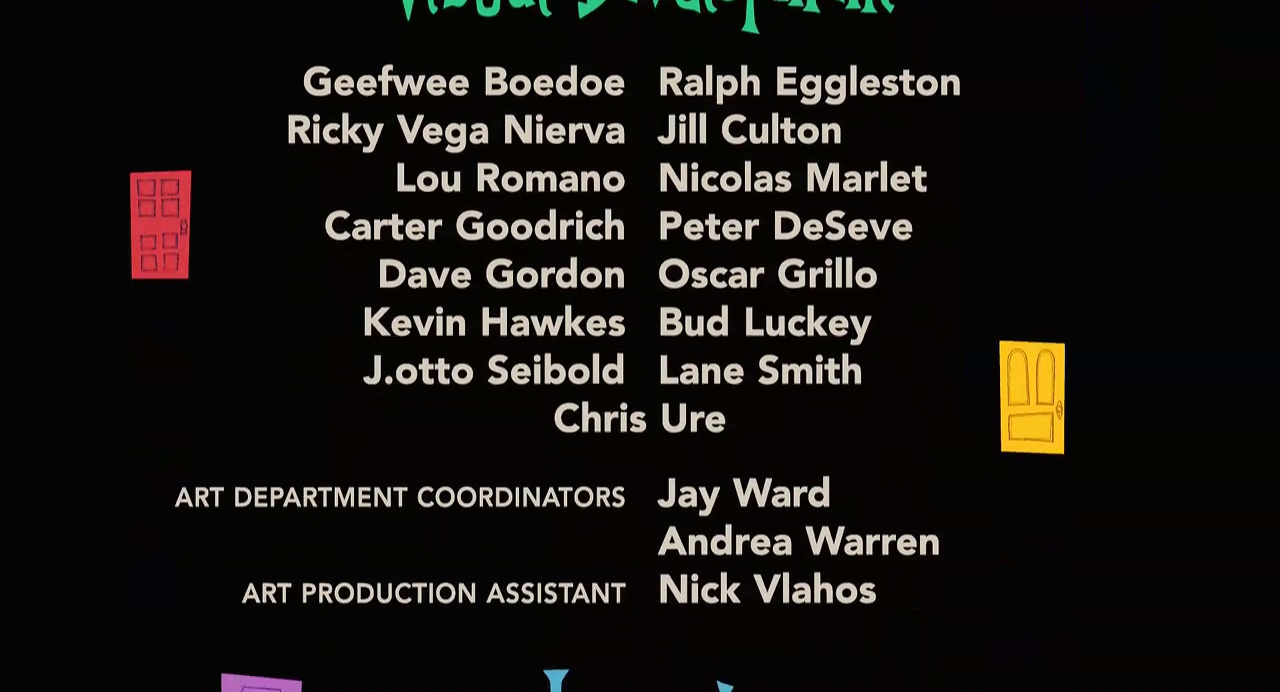 Visual Development
Geefwee Boedoe Ralph Eggleston
Ricky Vega Nierva Jill Culton
Lou Romano Nicolas Marlet
Carter Goodrich Peter DeSeve
Dave Gordon Oscar Grillo
Kevin Hawkes Bud Luckey
J.otto Seibold Lane Smith
Chris Ure
ART DEPARTMENT COORDINATORS Jay Ward
Andrea Warren
ART PRODUCTION ASSISTANT Nick Vlahos